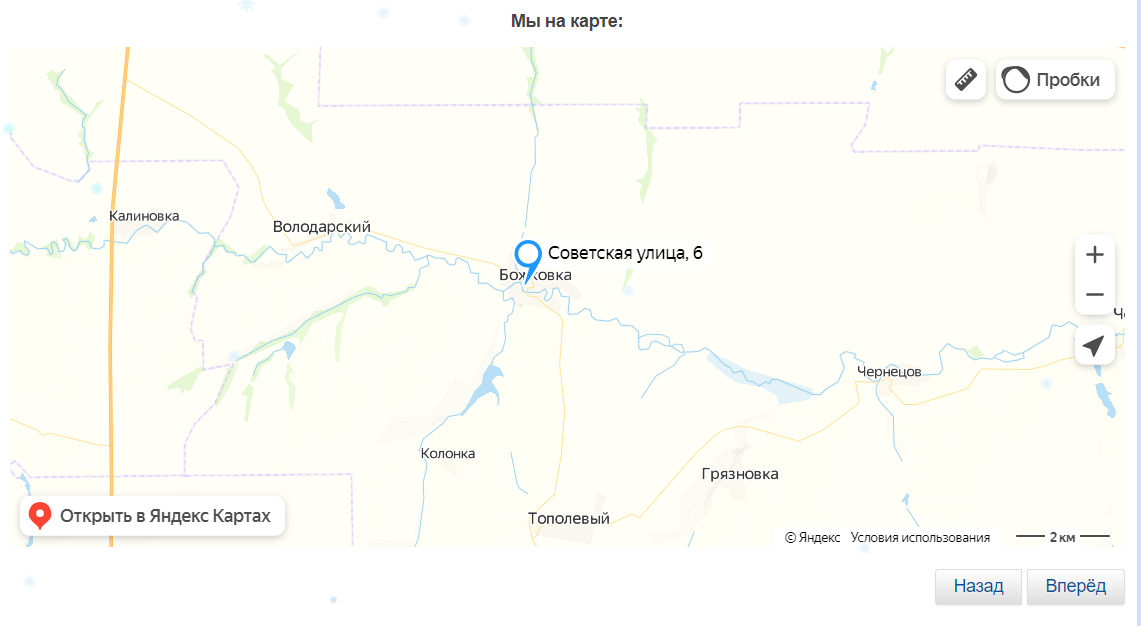 Мы на карте:
Пробки
Калиновка
Володарский
Советская улица, 6
Божковка
Чернецов
Колонка
Грязновка
Открыть в Яндекс Картах
Тополевый
© Яндекс Условия использования 2 км
Назад Вперёд